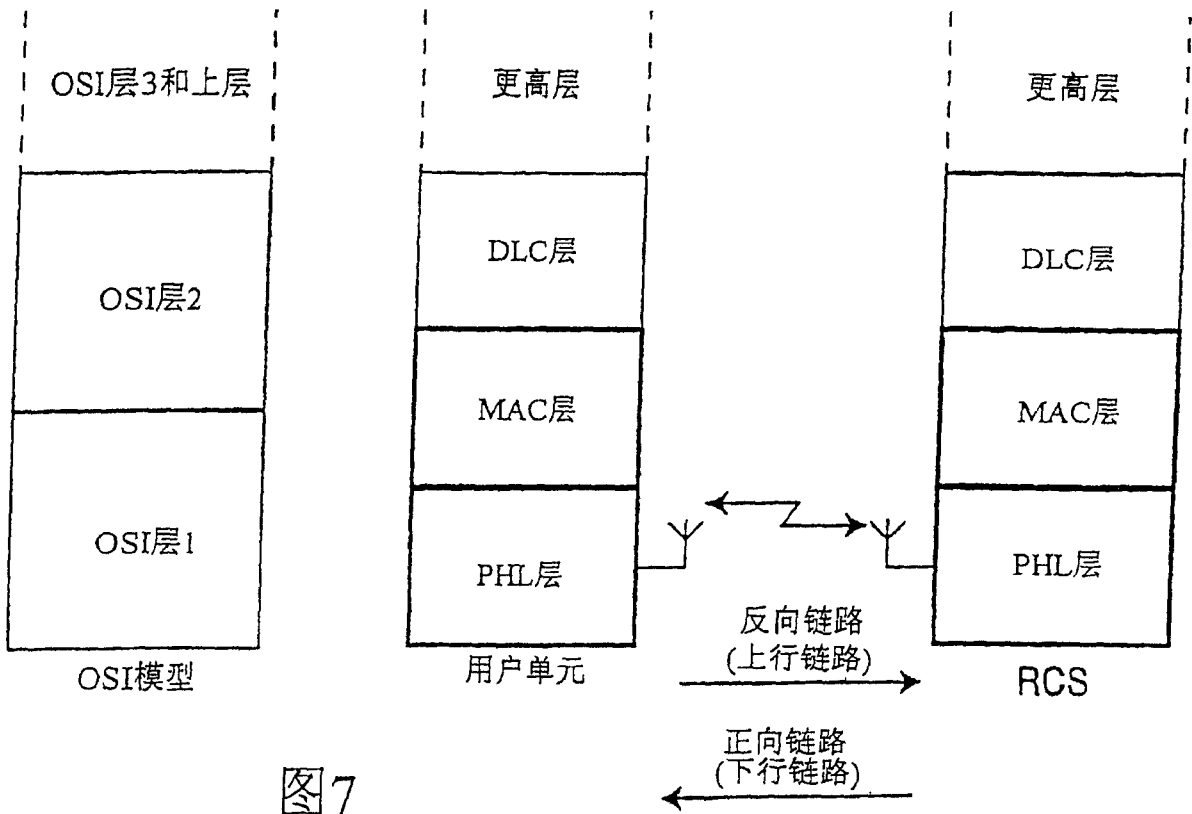 OSI层3和上层
更高层
更高层
DLC层
DLC层
OSI层2
MAC层
MAC层
OSI层1
PHL层
PHL层
反向链路
(上行链路)
OSI模型
用户单元
RCS
正向链路
(下行链路)
图7